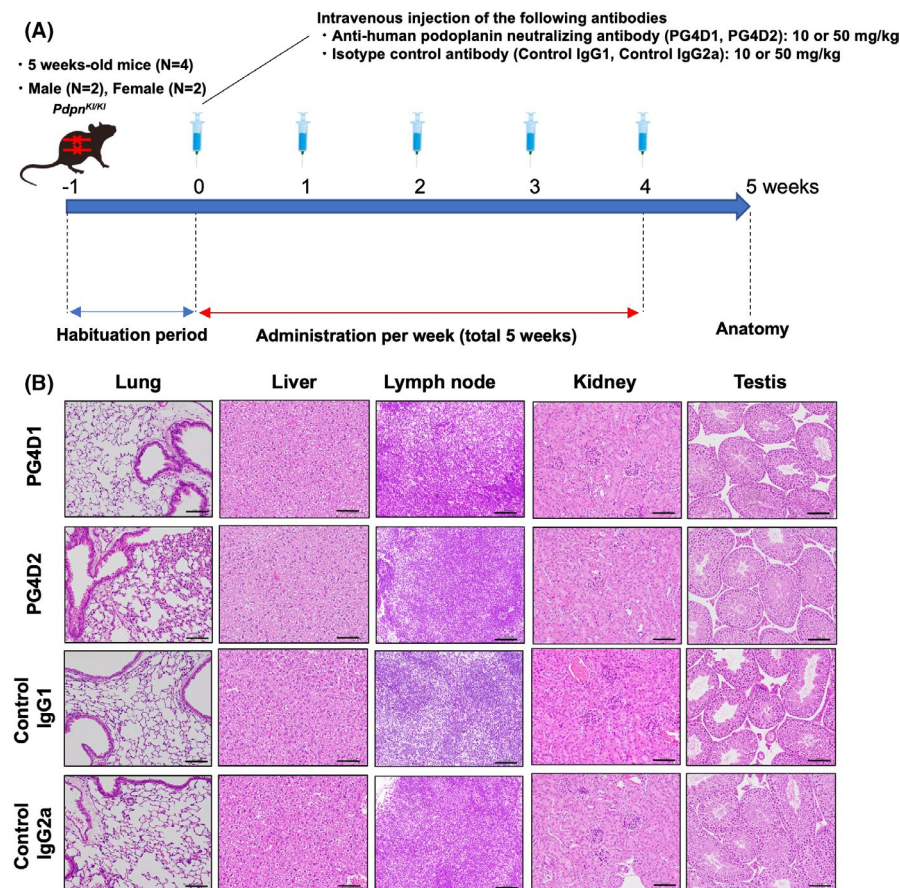 (A)
Intravenous injection of the following antibodies
・Anti-human podoplanin neutralizing antibody (PG4D1, PG4D2): 10 or 50 mg/kg
・Isotype control antibody (Control IgG1, Control IgG2a): 10 or 50 mg/kg
・5 weeks-old mice (N=4)
・Male (N=2), Female (N=2)
Pdpn^KI/KI
-1 0 1 2 3 4 5 weeks
Habituation period
Administration per week (total 5 weeks)
Anatomy
(B)
Lung Liver Lymph node Kidney Testis
PG4D1
PG4D2
Control
IgG1
Control
IgG2a